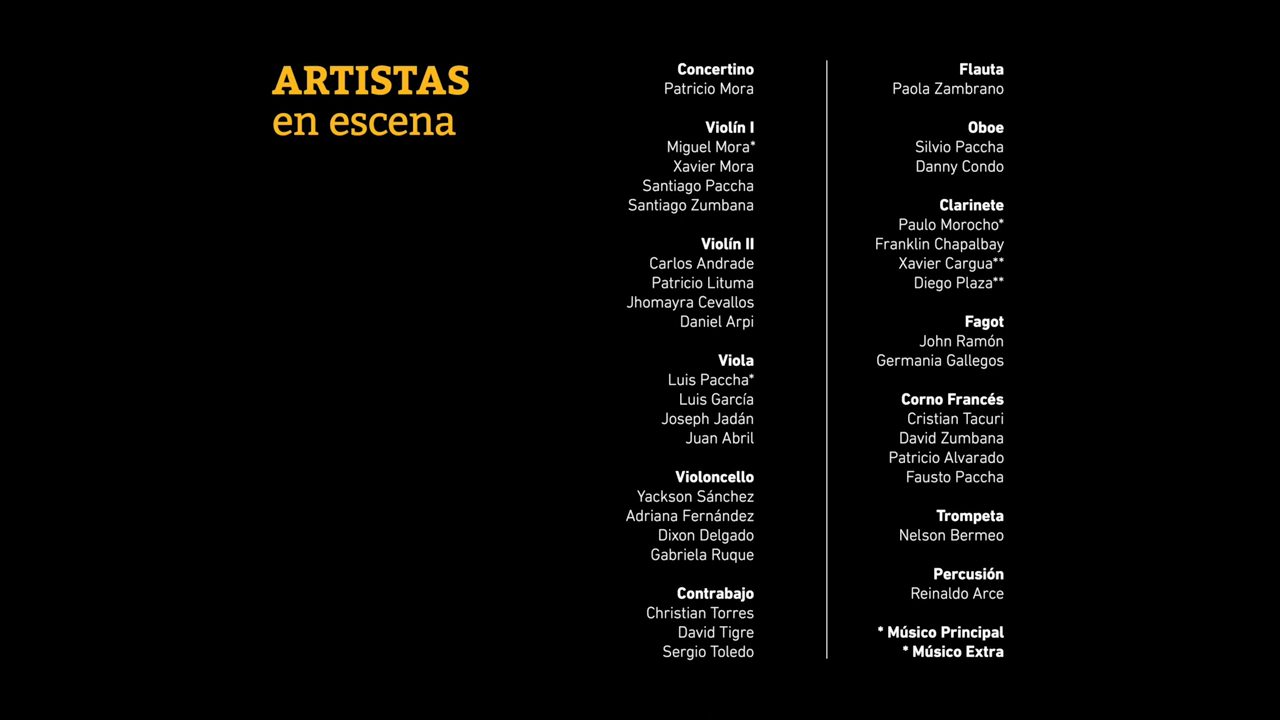 ARTISTAS
en escena
Concertino
Patricio Mora
Violín I
Miguel Mora*
Xavier Mora
Santiago Paccha
Santiago Zumbana
Violín II
Carlos Andrade
Patricio Lituma
Jhomayra Cevallos
Daniel Arpi
Viola
Luis Paccha*
Luis García
Joseph Jadán
Juan Abril
Violoncello
Yackson Sánchez
Adriana Fernández
Dixon Delgado
Gabriela Ruque
Contrabajo
Christian Torres
David Tigre
Sergio Toledo
Flauta
Paola Zambrano
Oboe
Silvio Paccha
Danny Condo
Clarinete
Paulo Morocho*
Franklin Chapalbay
Xavier Cargua**
Diego Plaza**
Fagot
John Ramón
Germania Gallegos
Corno Francés
Cristian Tacuri
David Zumbana
Patricio Alvarado
Fausto Paccha
Trompeta
Nelson Bermeo
Percusión
Reinaldo Arce
* Músico Principal
* Músico Extra